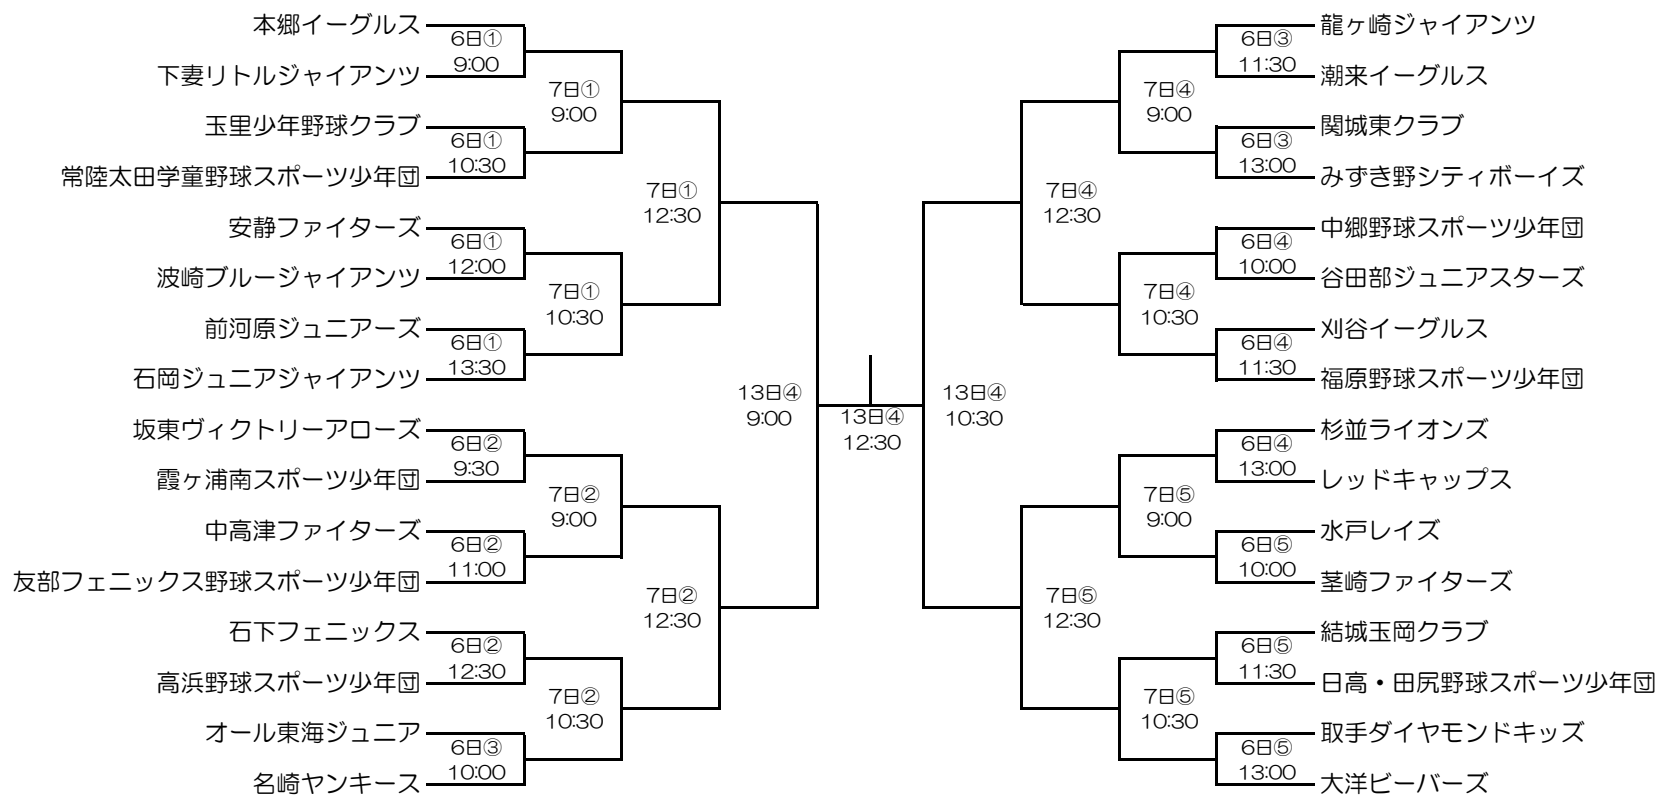 本郷イーグルス
6日①
9:00
下妻リトルジャイアンツ
7日①
9:00
玉里少年野球クラブ
6日①
10:30
常陸太田学童野球スポーツ少年団
7日①
12:30
安静ファイターズ
6日①
12:00
波崎ブルージャイアンツ
7日①
10:30
前河原ジュニアーズ
6日①
13:30
石岡ジュニアジャイアンツ
13日④
9:00
坂東ヴィクトリーアローズ
6日②
9:30
霞ヶ浦南スポーツ少年団
7日②
9:00
中高津ファイターズ
6日②
11:00
友部フェニックス野球スポーツ少年団
7日②
12:30
石下フェニックス
6日②
12:30
高浜野球スポーツ少年団
7日②
10:30
オール東海ジュニア
6日③
10:00
名崎ヤンキース
13日④
12:30
龍ヶ崎ジャイアンツ
6日③
11:30
潮来イーグルス
7日④
9:00
関城東クラブ
6日③
13:00
みずき野シティボーイズ
7日④
12:30
中郷野球スポーツ少年団
6日④
10:00
谷田部ジュニアスターズ
7日④
10:30
刈谷イーグルス
6日④
11:30
福原野球スポーツ少年団
13日④
10:30
杉並ライオンズ
6日④
13:00
レッドキャップス
7日⑤
9:00
水戸レイズ
6日⑤
10:00
茎崎ファイターズ
7日⑤
12:30
結城玉岡クラブ
6日⑤
11:30
日高・田尻野球スポーツ少年団
7日⑤
10:30
取手ダイヤモンドキッズ
6日⑤
13:00
大洋ビーバーズ